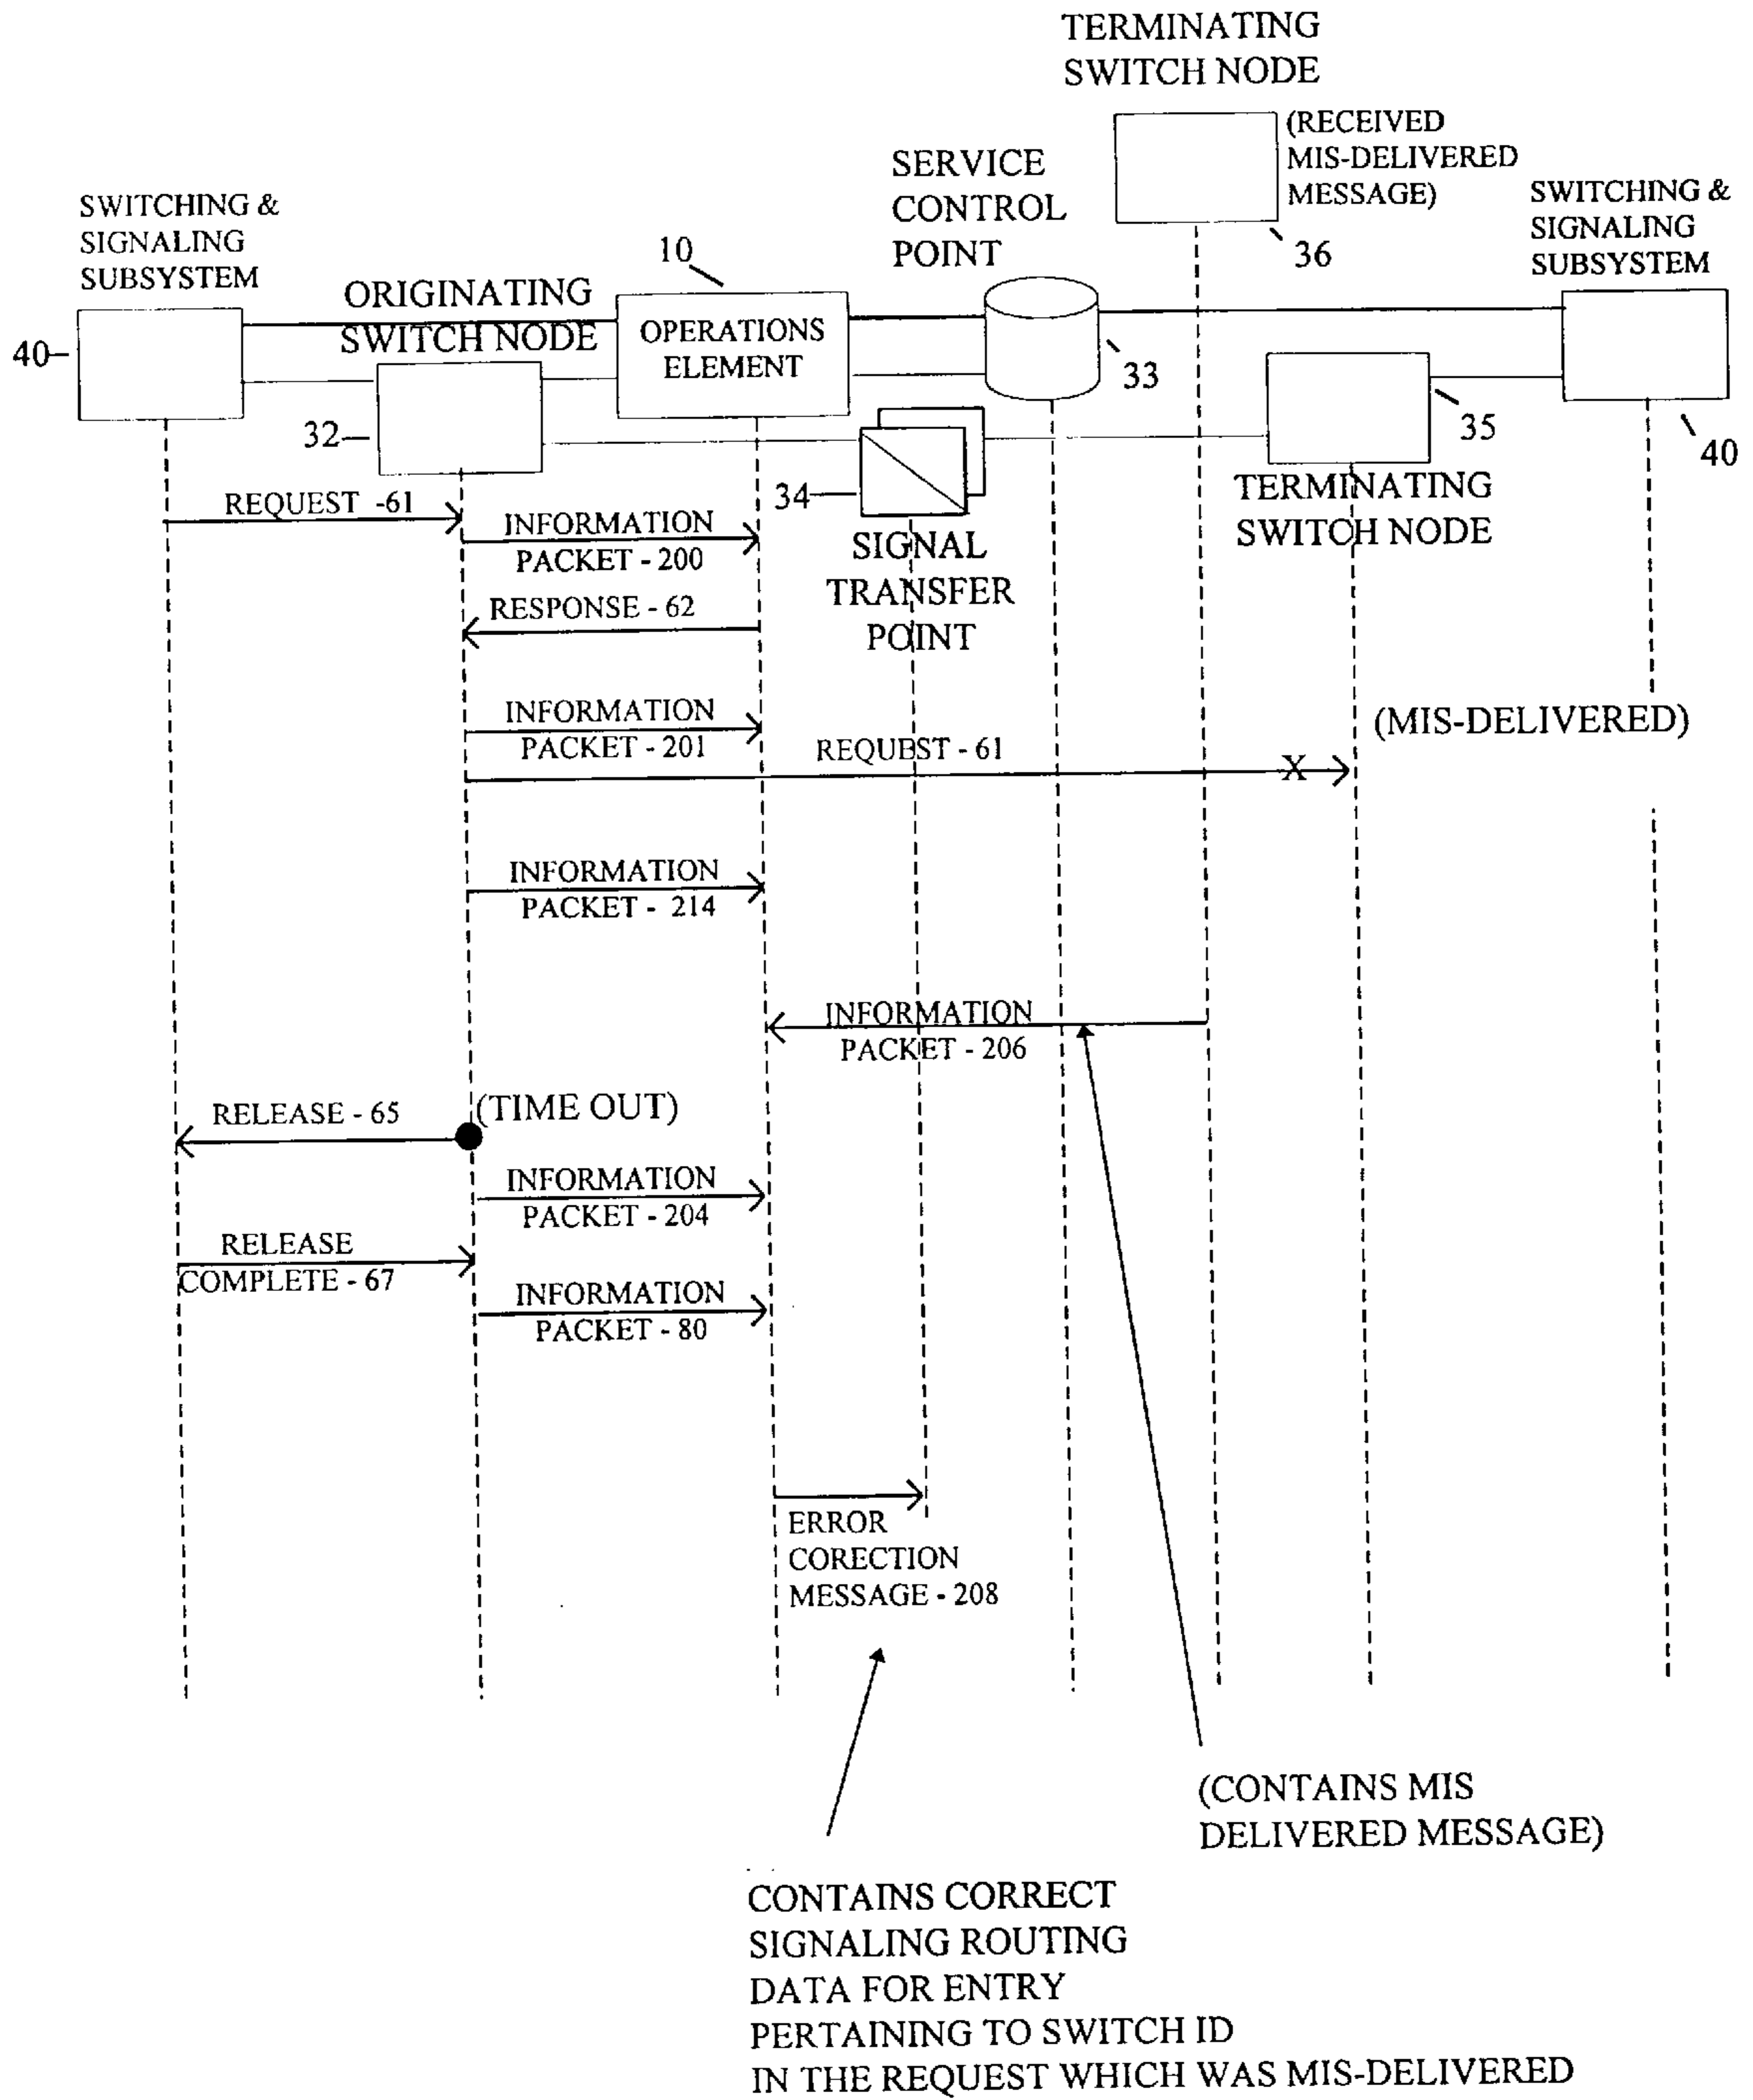 TERMINATING
SWITCH NODE
(RECEIVED
MIS-DELIVERED
MESSAGE)
36
SERVICE
CONTROL
POINT
33
SWITCHING &
SIGNALING
SUBSYSTEM
40
SWITCHING &
SIGNALING
SUBSYSTEM
40
ORIGINATING
SWITCH NODE
32
10
OPERATIONS
ELEMENT
34
SIGNAL
TRANSFER
POINT
35
TERMINATING
SWITCH NODE
REQUEST -61
INFORMATION
PACKET - 200
RESPONSE - 62
INFORMATION
PACKET - 201
REQUEST - 61
X
(MIS-DELIVERED)
INFORMATION
PACKET - 214
INFORMATION
PACKET - 206
RELEASE - 65
(TIME OUT)
INFORMATION
PACKET - 204
RELEASE
COMPLETE - 67
INFORMATION
PACKET - 80
ERROR
CORECTION
MESSAGE - 208
(CONTAINS MIS
DELIVERED MESSAGE)
CONTAINS CORRECT
SIGNALING ROUTING
DATA FOR ENTRY
PERTAINING TO SWITCH ID
IN THE REQUEST WHICH WAS MIS-DELIVERED